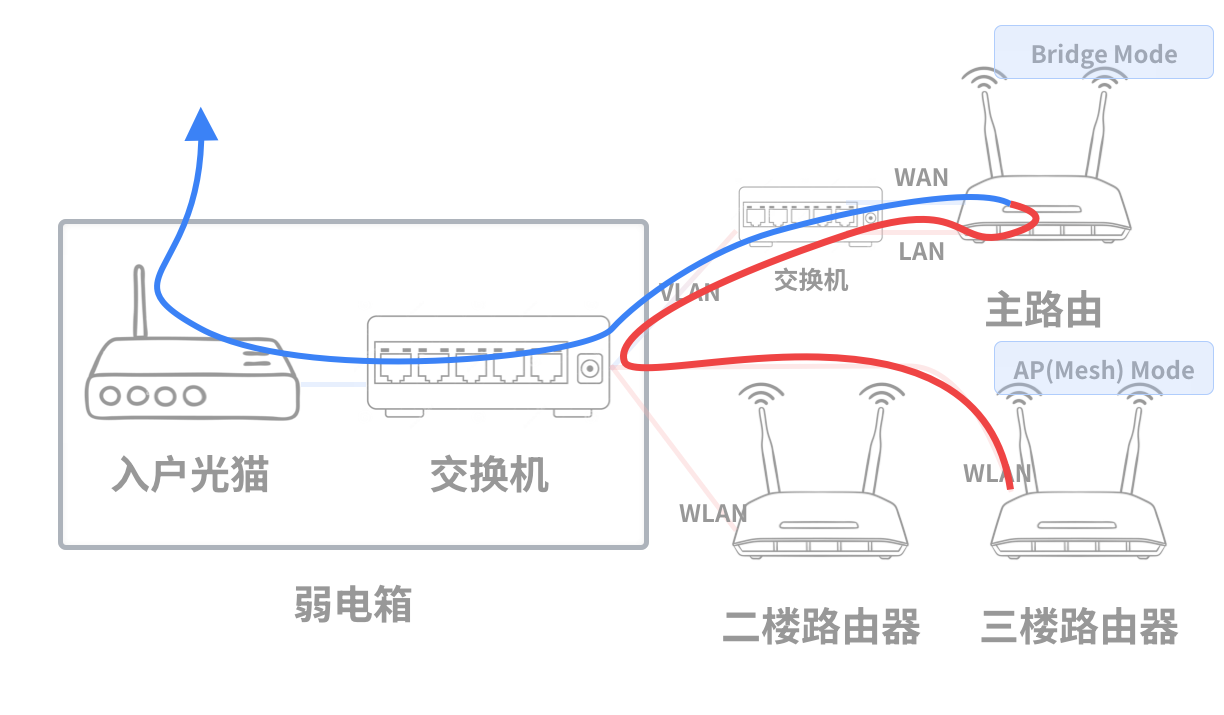 Bridge Mode
WAN
LAN
VLAN
交换机
主路由
AP(Mesh) Mode
入户光猫
交换机
WLAN
WLAN
弱电箱
二楼路由器
三楼路由器